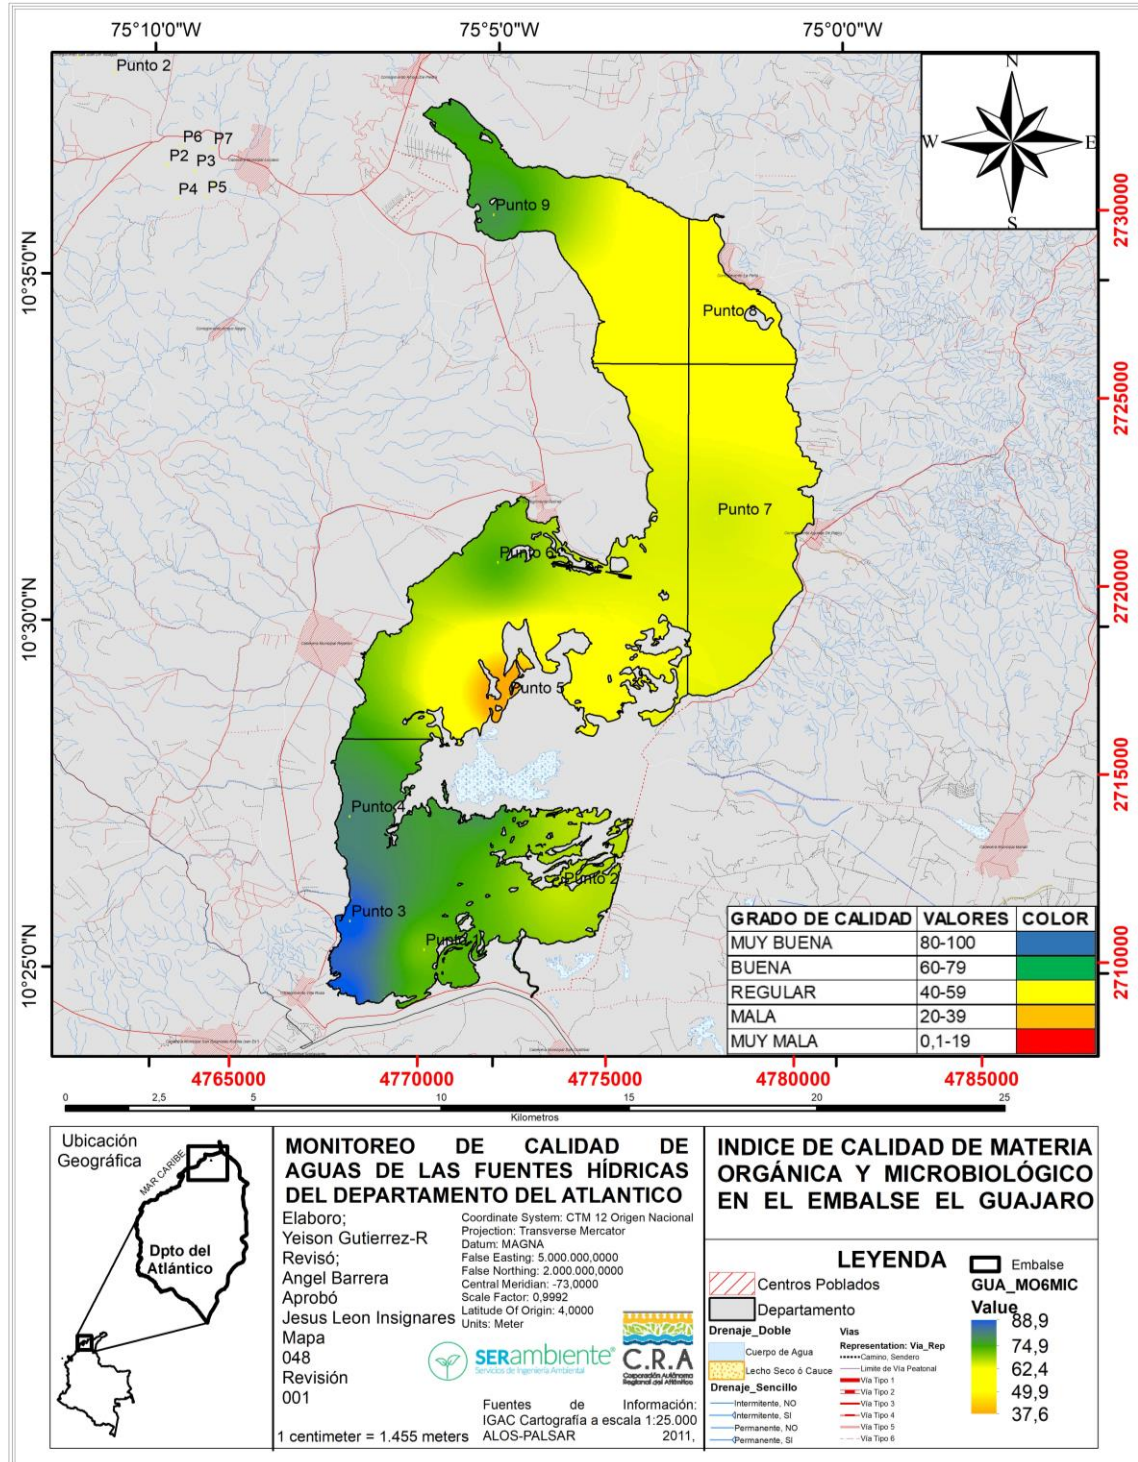 75°10'0"W
75°5'0"W
75°0'0"W
Punto 2
P6
P7
P2
P3
P4
P5
N
W
E
S
Punto 9
Punto 8
Punto 7
Punto 6
Punto 5
Punto 4
Punto 3
Punto 2
Punto 1
10°35'0"N
10°30'0"N
10°25'0"N
2730000
2725000
2720000
2715000
2710000
GRADO DE CALIDAD VALORES COLOR
MUY BUENA 80-100
BUENA 60-79
REGULAR 40-59
MALA 20-39
MUY MALA 0,1-19
4765000
4770000
4775000
4780000
4785000
0 2,5 5 10 15 20 25
Kilometros
Ubicación
Geográfica
MAR CARIBE
Dpto del
Atlántico
MONITOREO DE CALIDAD DE
AGUAS DE LAS FUENTES HÍDRICAS
DEL DEPARTAMENTO DEL ATLANTICO
Elaboro;
Yeison Gutierrez-R
Revisó;
Angel Barrera
Aprobó
Jesus Leon Insignares
Mapa
048
Revisión
001
1 centimeter = 1.455 meters
Coordinate System: CTM 12 Origen Nacional
Projection: Transverse Mercator
Datum: MAGNA
False Easting: 5.000.000,0000
False Northing: 2.000.000,0000
Central Meridian: -73,0000
Scale Factor: 0,9992
Latitude Of Origin: 4,0000
Units: Meter
SERambiente®
Servicios de Ingeniería Ambiental
C.R.A
Corporación Autónoma
Regional del Atlántico
Fuentes de Información:
IGAC Cartografía a escala 1:25.000
ALOS-PALSAR 2011,
INDICE DE CALIDAD DE MATERIA
ORGÁNICA Y MICROBIOLÓGICO
EN EL EMBALSE EL GUAJARO
LEYENDA
Centros Poblados
Departamento
Drenaje_Doble
Cuerpo de Agua
Lecho Seco ó Cauce
Drenaje_Sencillo
Intermitente, NO
Intermitente, SI
Permanente, NO
Permanente, SI
Vias
Representation: Via_Rep
Camino, Sendero
Limite de Vía Peatonal
Vía Tipo 1
Vía Tipo 2
Vía Tipo 3
Vía Tipo 4
Vía Tipo 5
Vía Tipo 6
Embalse
GUA_MO6MIC
Value
88,9
74,9
62,4
49,9
37,6